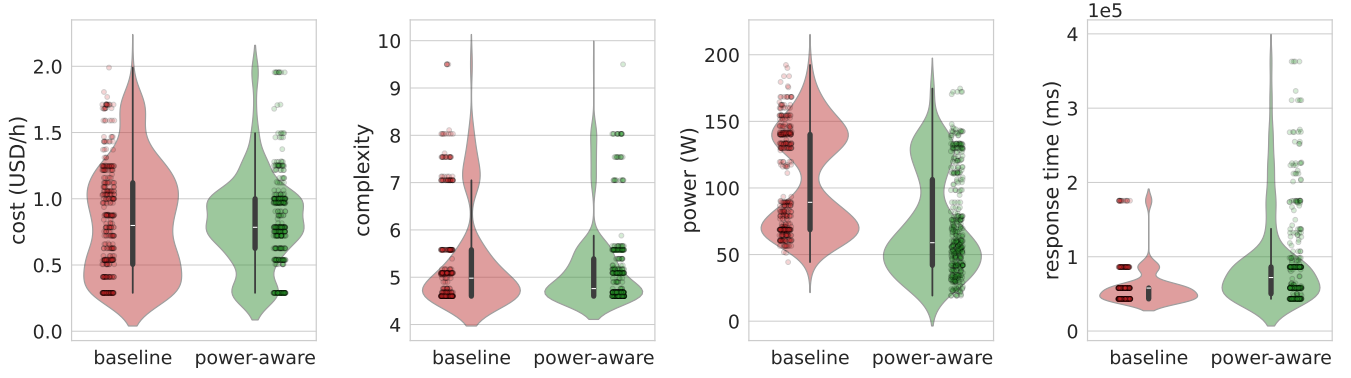 cost (USD/h)
2.0
1.5
1.0
0.5
0.0
baseline
power-aware
complexity
10
9
8
7
6
5
4
baseline
power-aware
power (W)
200
150
100
50
0
baseline
power-aware
response time (ms)
1e5
4
3
2
1
0
baseline
power-aware